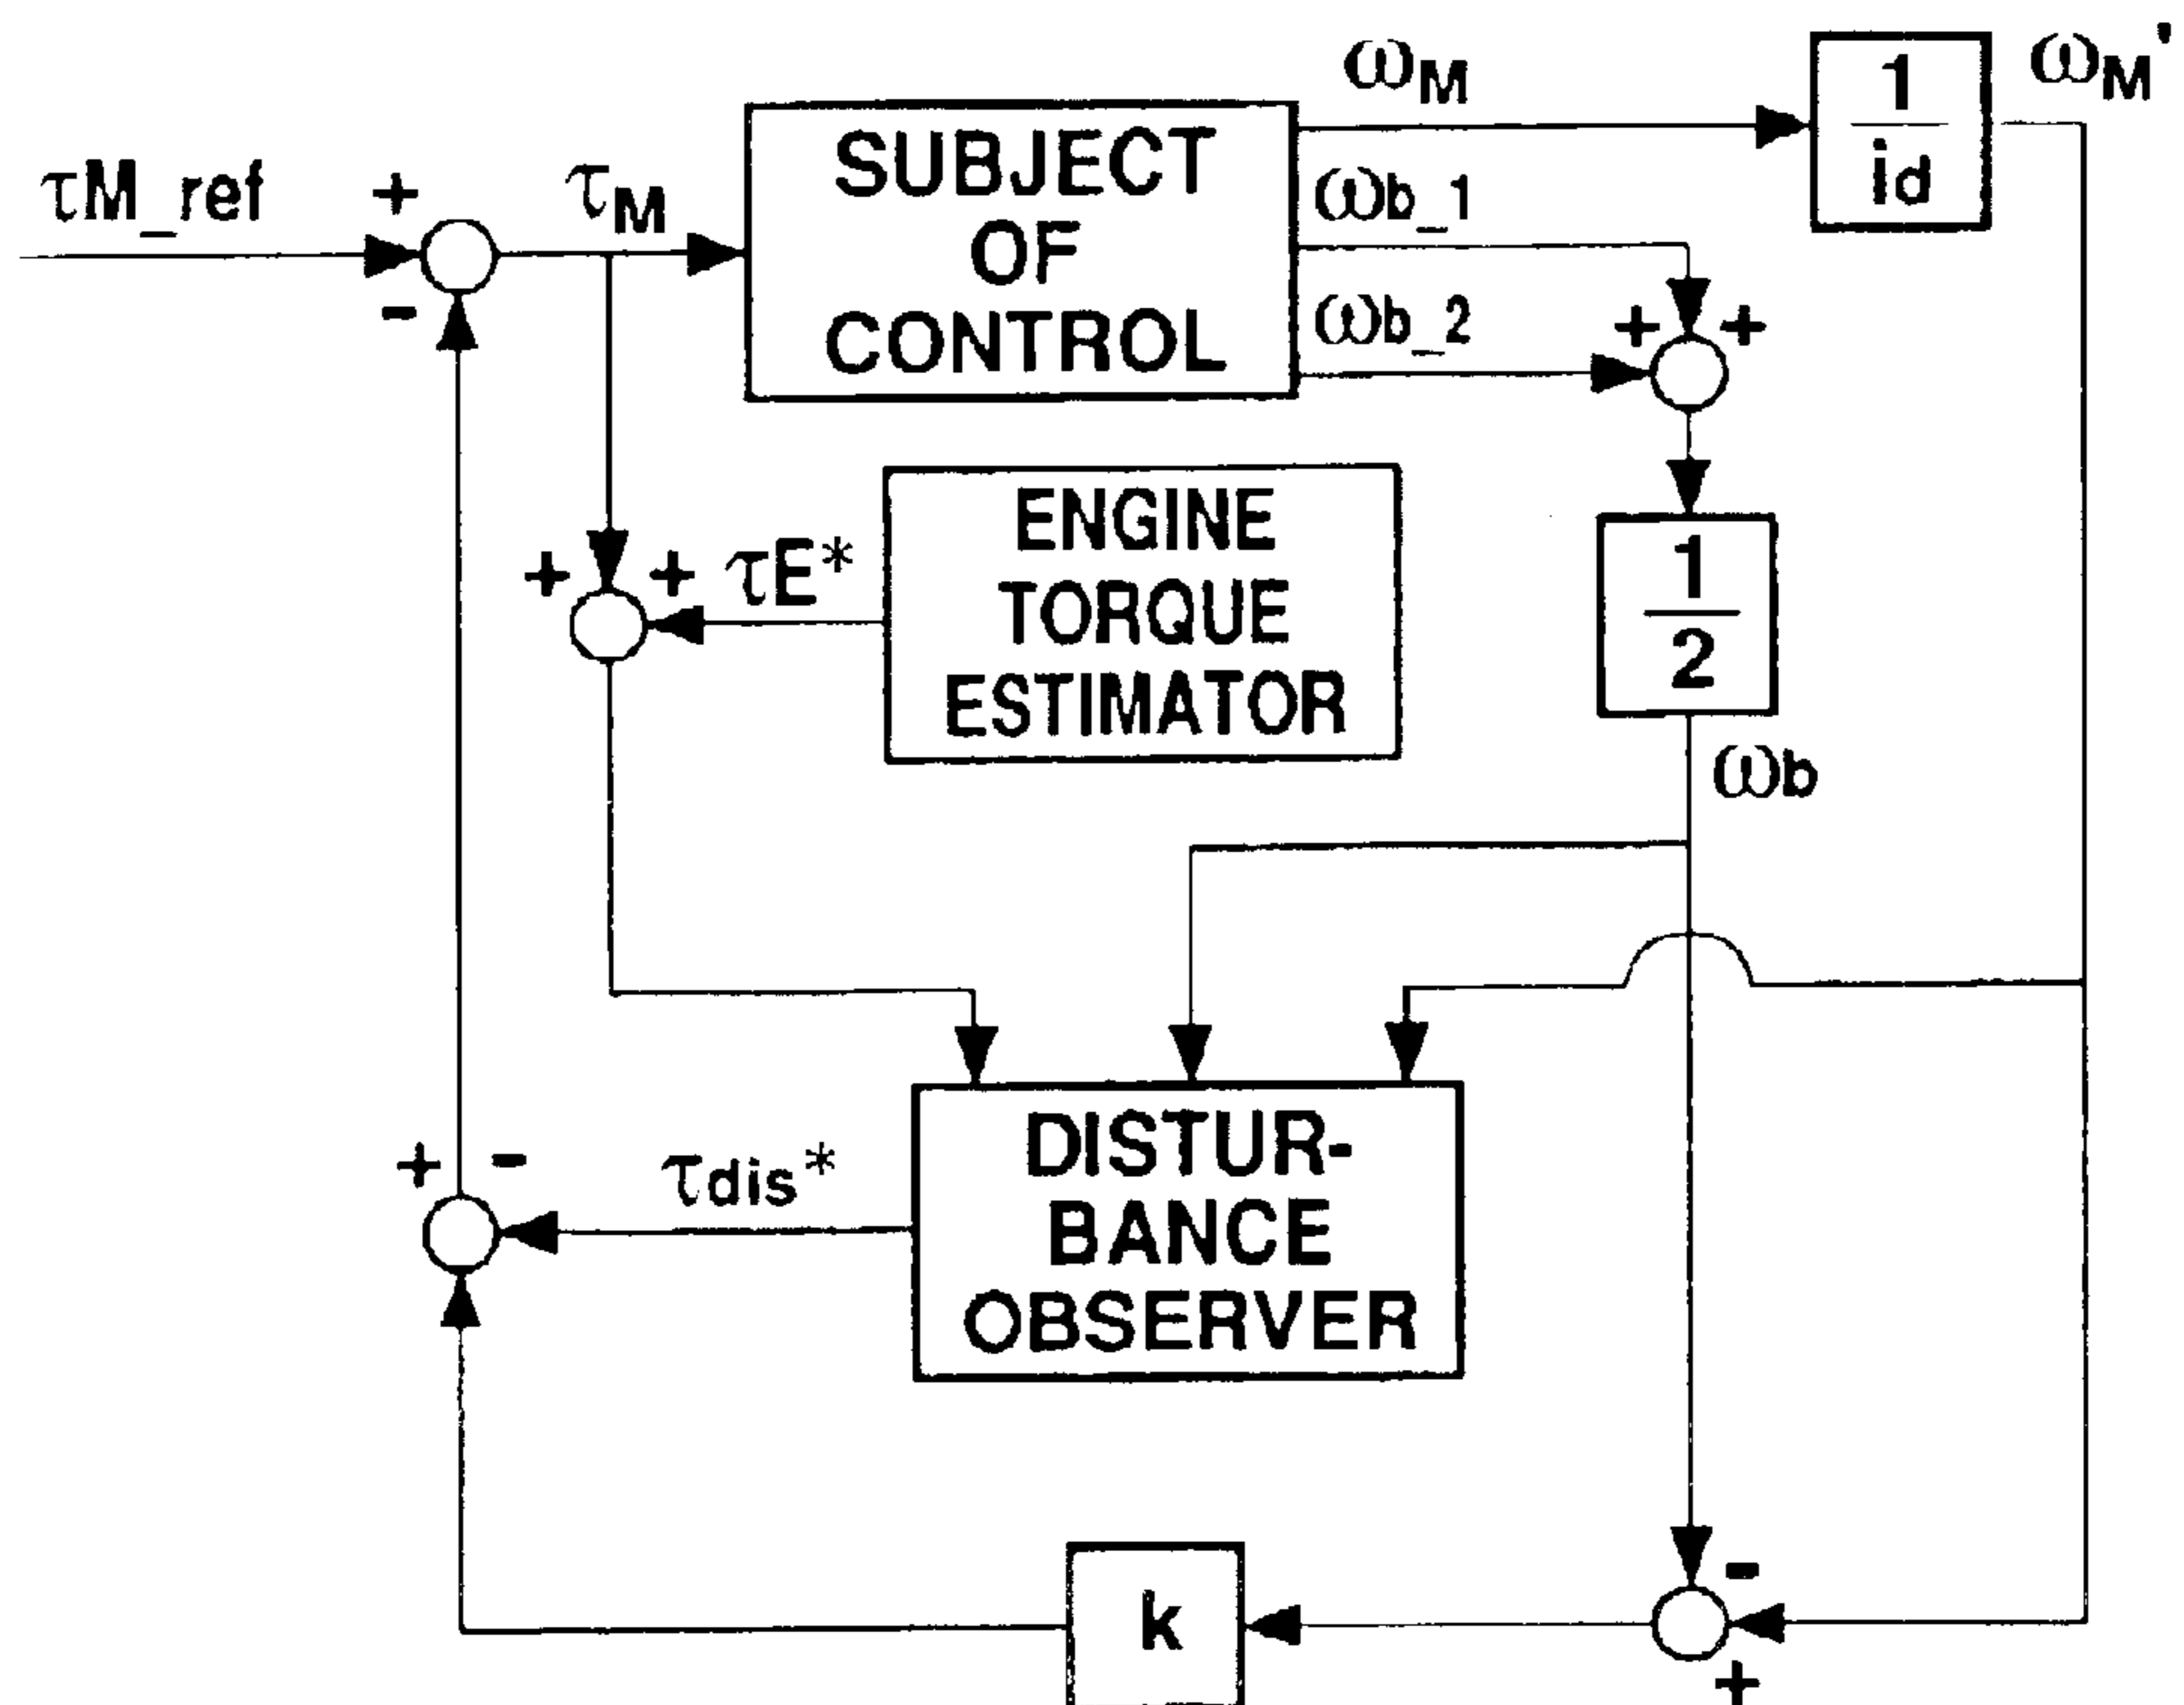 ωM
1
id
ωM'
τM_ref
+
-
τM
SUBJECT
OF
CONTROL
ωb_1
ωb_2
+ +
ENGINE
TORQUE
ESTIMATOR
+ + τE*
1
2
ωb
DISTUR-
BANCE
OBSERVER
+ - τdis*
k
-
+